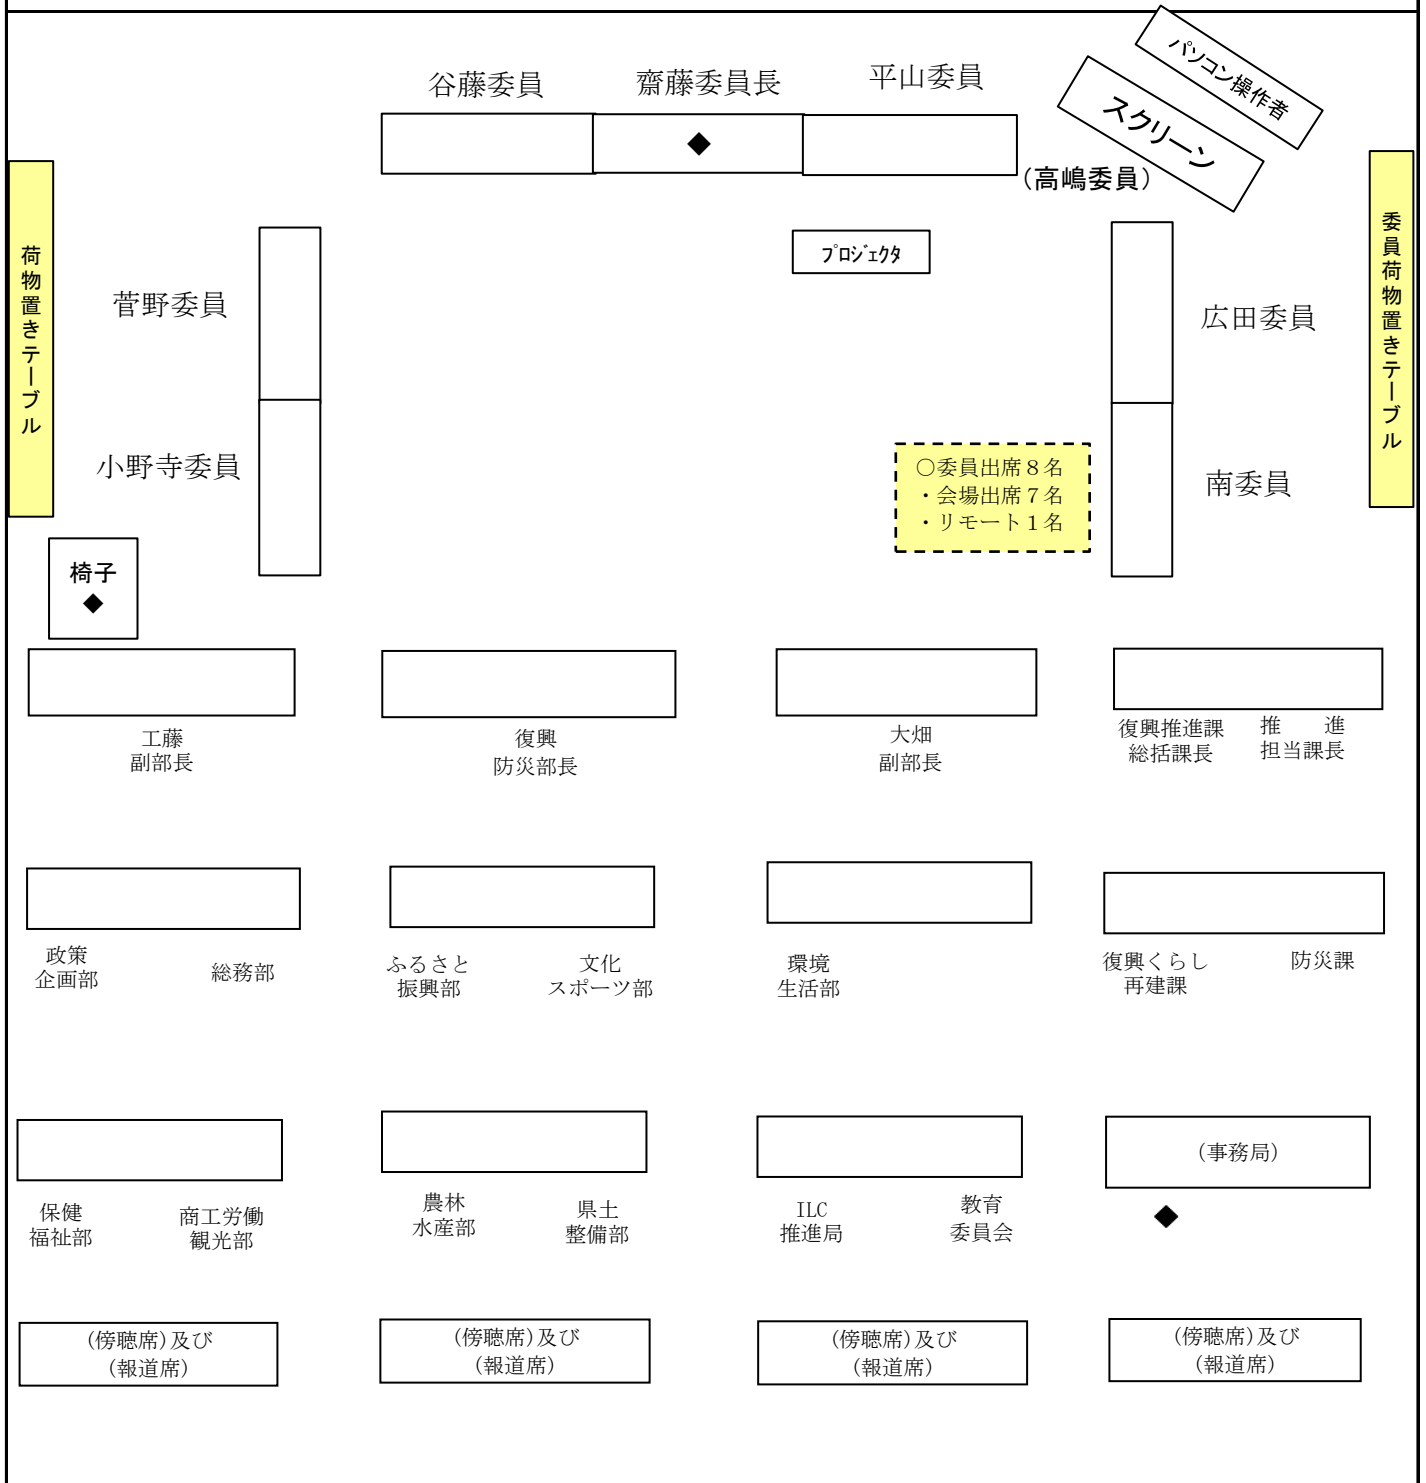 パソコン操作者
谷藤委員
齋藤委員長
平山委員
スクリーン
◆
(高嶋委員)
荷物置きテーブル
委員荷物置きテーブル
プロジェクタ
菅野委員
広田委員
小野寺委員
南委員
○委員出席８名
・会場出席７名
・リモート１名
椅子
◆
工藤
副部長
復興
防災部長
大畑
副部長
復興推進課
総括課長
推　　進
担当課長
政策
企画部
総務部
ふるさと
振興部
文化
スポーツ部
環境
生活部
復興くらし
再建課
防災課
(事務局)
◆
保健
福祉部
商工労働
観光部
農林
水産部
県土
整備部
ILC
推進局
教育
委員会
(傍聴席)及び
(報道席)
(傍聴席)及び
(報道席)
(傍聴席)及び
(報道席)
(傍聴席)及び
(報道席)